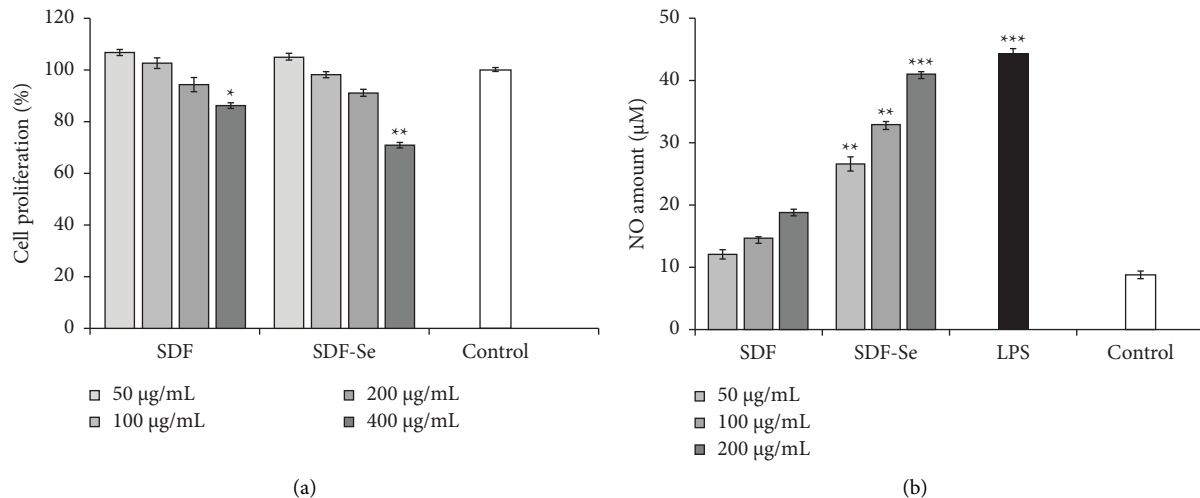 120
100
80
60
40
20
0
Cell proliferation (%)
*
**
SDF
SDF-Se
Control
50 μg/mL
100 μg/mL
200 μg/mL
400 μg/mL
(a)
50
40
30
20
10
0
NO amount (μM)
**
**
***
***
SDF
SDF-Se
LPS
Control
50 μg/mL
100 μg/mL
200 μg/mL
(b)